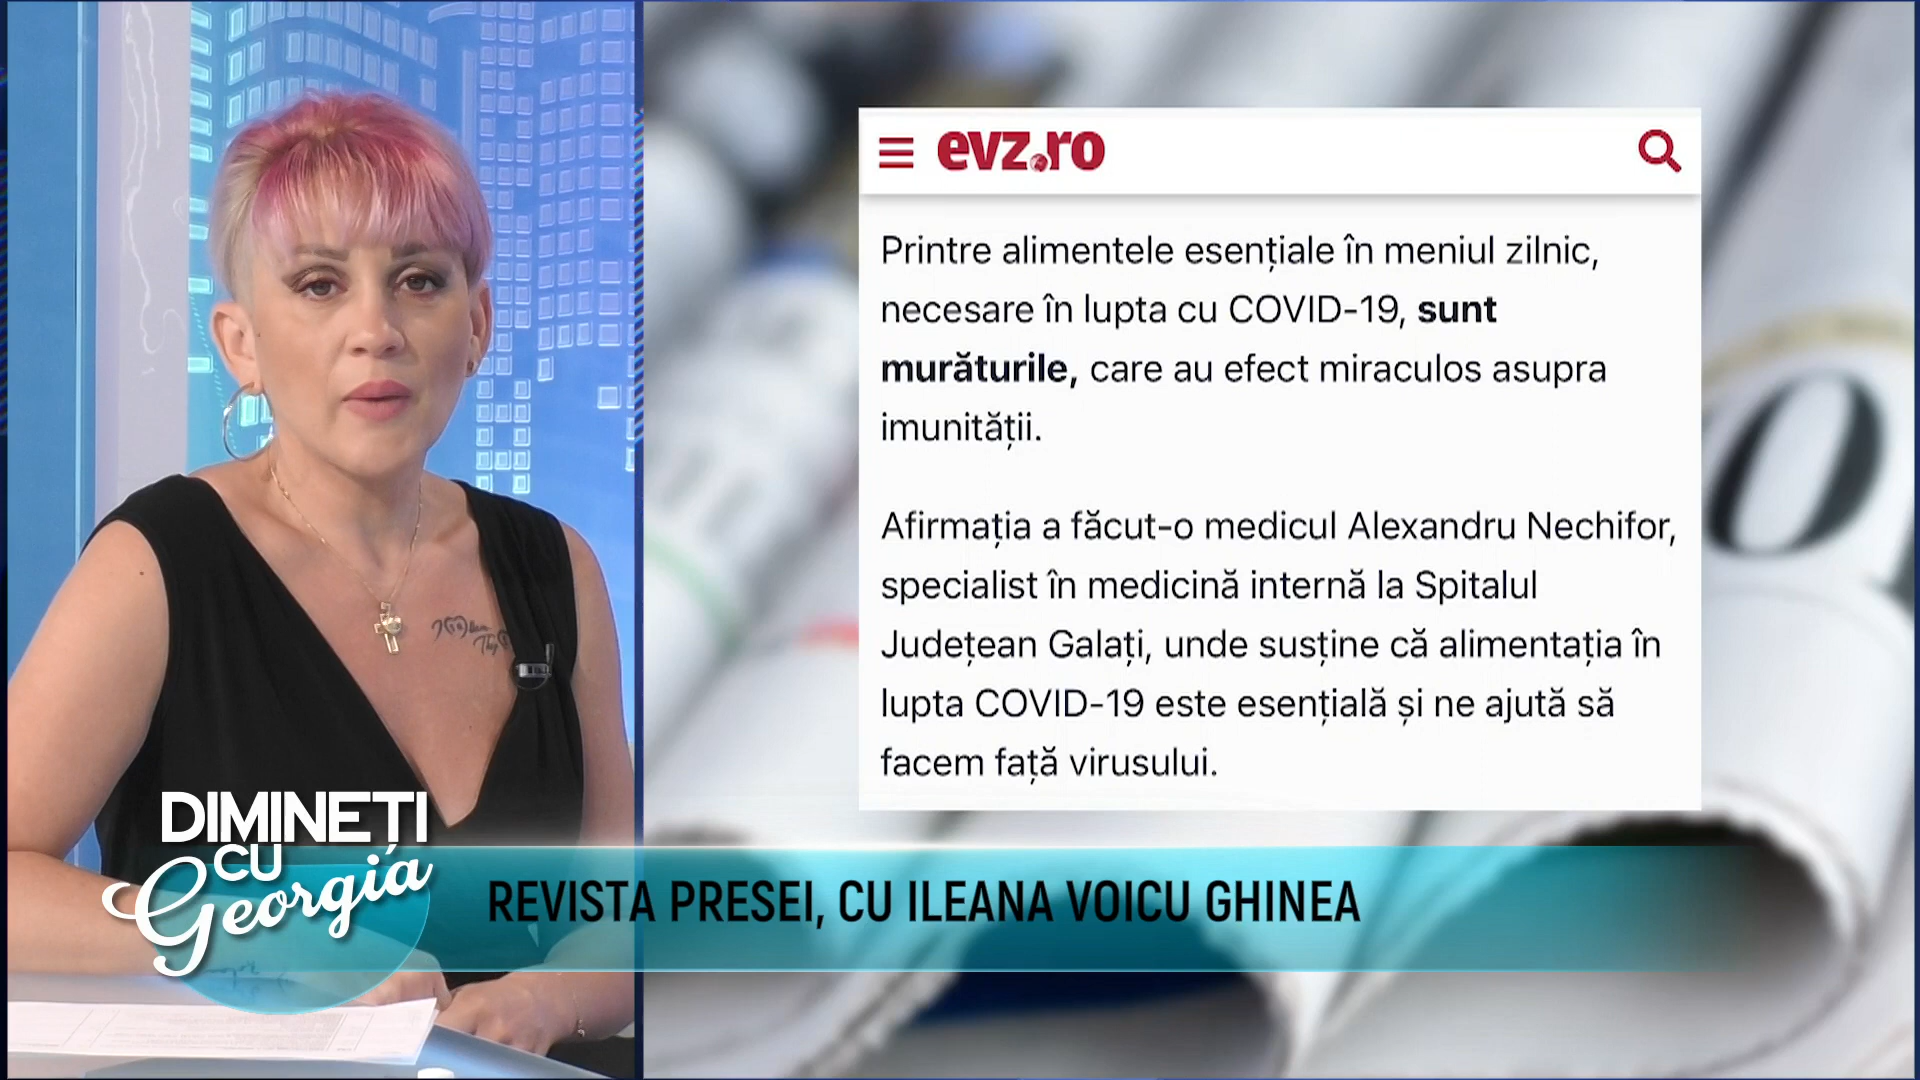 evz.ro
Printre alimentele esențiale în meniul zilnic,
necesare în lupta cu COVID-19, sunt
murăturile, care au efect miraculos asupra
imunității.
Afirmația a făcut-o medicul Alexandru Nechifor,
specialist în medicină internă la Spitalul
Județean Galați, unde susține că alimentația în
lupta COVID-19 este esențială și ne ajută să
facem față virusului.
DIMINEȚI
CU
Georgia
REVISTA PRESEI, CU ILEANA VOICU GHINEA